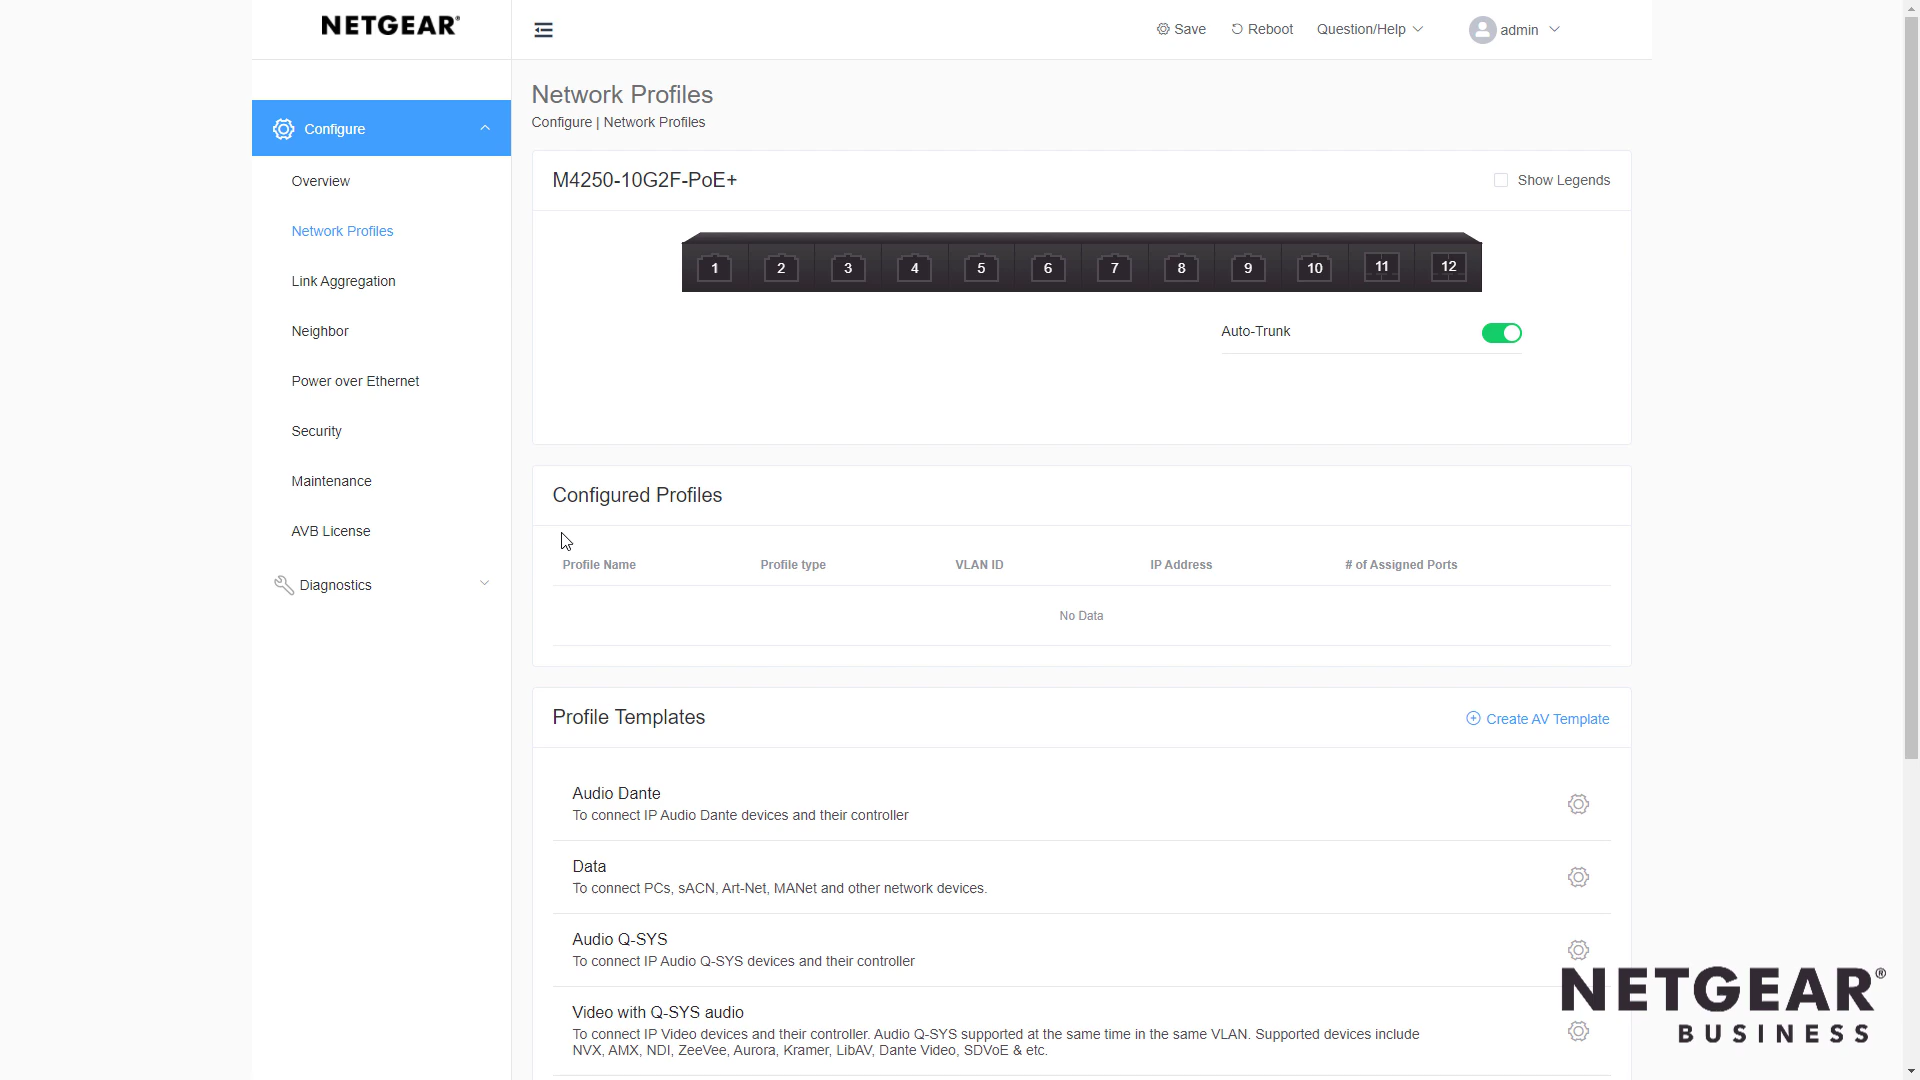 NETGEAR®
Save
Reboot
Question/Help
admin
Configure
Overview
Network Profiles
Link Aggregation
Neighbor
Power over Ethernet
Security
Maintenance
AVB License
Diagnostics
Network Profiles
Configure | Network Profiles
M4250-10G2F-PoE+
Show Legends
1 2 3 4 5 6 7 8 9 10 11 12
Auto-Trunk
Configured Profiles
Profile Name Profile type VLAN ID IP Address # of Assigned Ports
No Data
Profile Templates
Create AV Template
Audio Dante
To connect IP Audio Dante devices and their controller
Data
To connect PCs, sACN, Art-Net, MANet and other network devices.
Audio Q-SYS
To connect IP Audio Q-SYS devices and their controller
Video with Q-SYS audio
To connect IP Video devices and their controller. Audio Q-SYS supported at the same time in the same VLAN. Supported devices include
NVX, AMX, NDI, ZeeVee, Aurora, Kramer, LibAV, Dante Video, SDVoE & etc.
NETGEAR®
BUSINESS